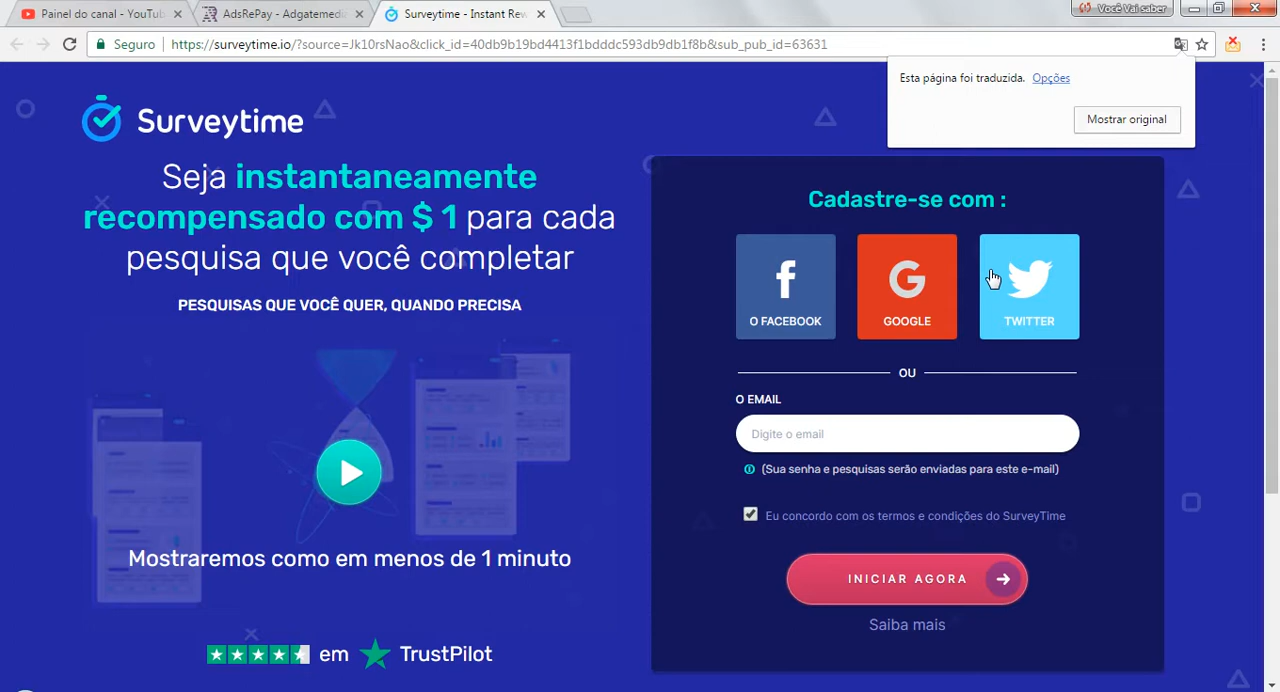 Painel do canal - YouTub
AdsRePay - Adgatemedia
Surveytime - Instant Rew
Você Vai saber
Seguro
https://surveytime.io/?source=Jk10rsNao&click_id=40db9b19bd4413f1bdddc593db9db1f8b&sub_pub_id=63631
Esta página foi traduzida. Opções
Mostrar original
Surveytime
Seja instantaneamente
recompensado com $ 1 para cada
pesquisa que você completar
PESQUISAS QUE VOCÊ QUER, QUANDO PRECISA
Mostraremos como em menos de 1 minuto
em TrustPilot
Cadastre-se com :
O FACEBOOK
GOOGLE
TWITTER
OU
O EMAIL
Digite o email
(Sua senha e pesquisas serão enviadas para este e-mail)
Eu concordo com os termos e condições do SurveyTime
INICIAR AGORA
Saiba mais